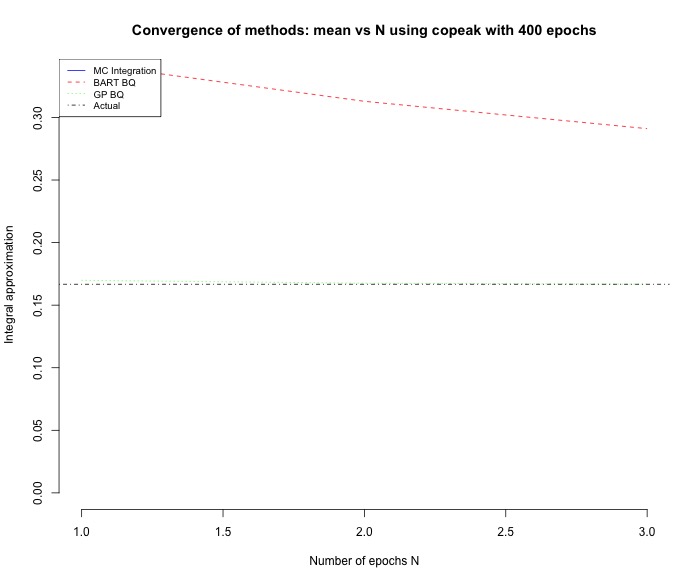 Convergence of methods: mean vs N using copeak with 400 epochs
MC Integration
BART BQ
GP BQ
Actual
Integral approximation
0.30
0.25
0.20
0.15
0.10
0.05
0.00
1.0 1.5 2.0 2.5 3.0
Number of epochs N